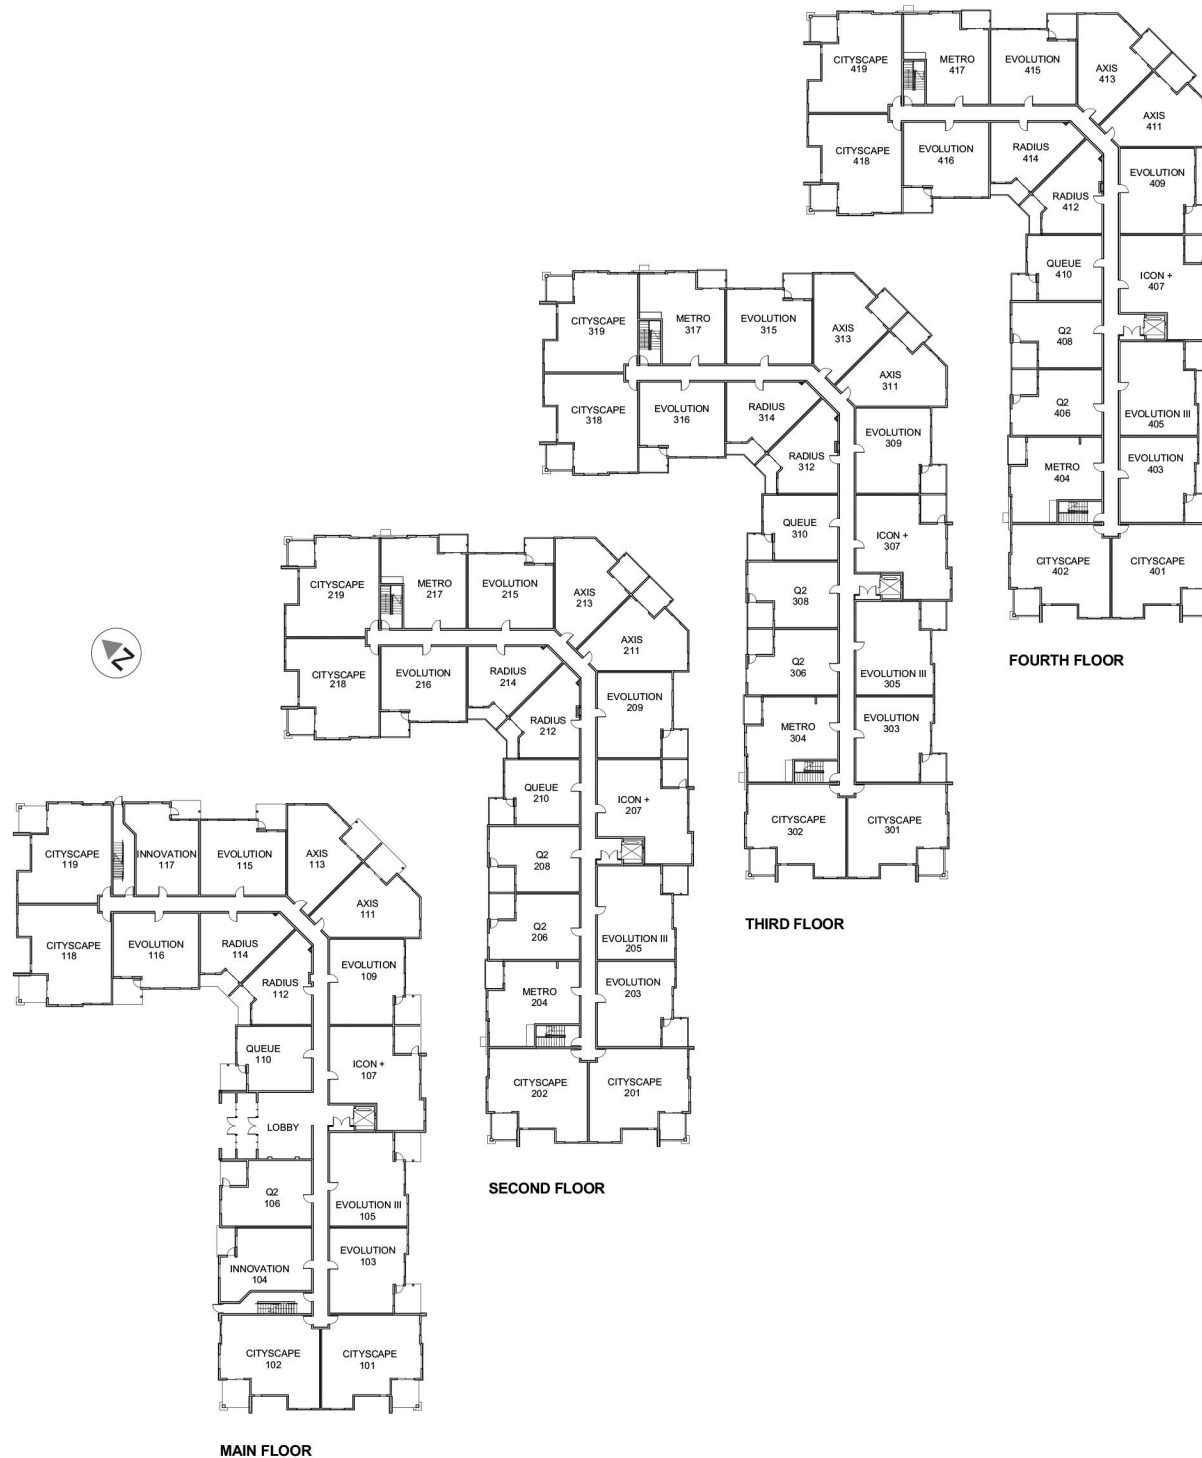 CITYSCAPE
419
METRO
417
EVOLUTION
415
AXIS
413
AXIS
411
CITYSCAPE
418
EVOLUTION
416
RADIUS
414
RADIUS
412
EVOLUTION
409
QUEUE
410
ICON +
407
Q2
408
Q2
406
EVOLUTION III
405
METRO
404
EVOLUTION
403
CITYSCAPE
402
CITYSCAPE
401
FOURTH FLOOR
CITYSCAPE
319
METRO
317
EVOLUTION
315
AXIS
313
AXIS
311
CITYSCAPE
318
EVOLUTION
316
RADIUS
314
RADIUS
312
EVOLUTION
309
QUEUE
310
ICON +
307
Q2
308
Q2
306
EVOLUTION III
305
METRO
304
EVOLUTION
303
CITYSCAPE
302
CITYSCAPE
301
THIRD FLOOR
CITYSCAPE
219
METRO
217
EVOLUTION
215
AXIS
213
AXIS
211
CITYSCAPE
218
EVOLUTION
216
RADIUS
214
RADIUS
212
EVOLUTION
209
QUEUE
210
ICON +
207
Q2
208
Q2
206
EVOLUTION III
205
METRO
204
EVOLUTION
203
CITYSCAPE
202
CITYSCAPE
201
SECOND FLOOR
N
CITYSCAPE
119
INNOVATION
117
EVOLUTION
115
AXIS
113
AXIS
111
CITYSCAPE
118
EVOLUTION
116
RADIUS
114
RADIUS
112
EVOLUTION
109
QUEUE
110
ICON +
107
LOBBY
Q2
106
EVOLUTION III
105
INNOVATION
104
EVOLUTION
103
CITYSCAPE
102
CITYSCAPE
101
MAIN FLOOR